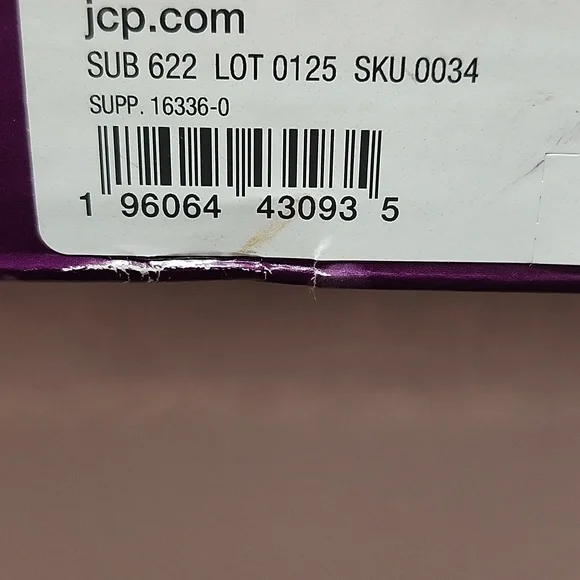 jcp.com
SUB 622 LOT 0125 SKU 0034
SUPP. 16336-0
1 96064 43093 5